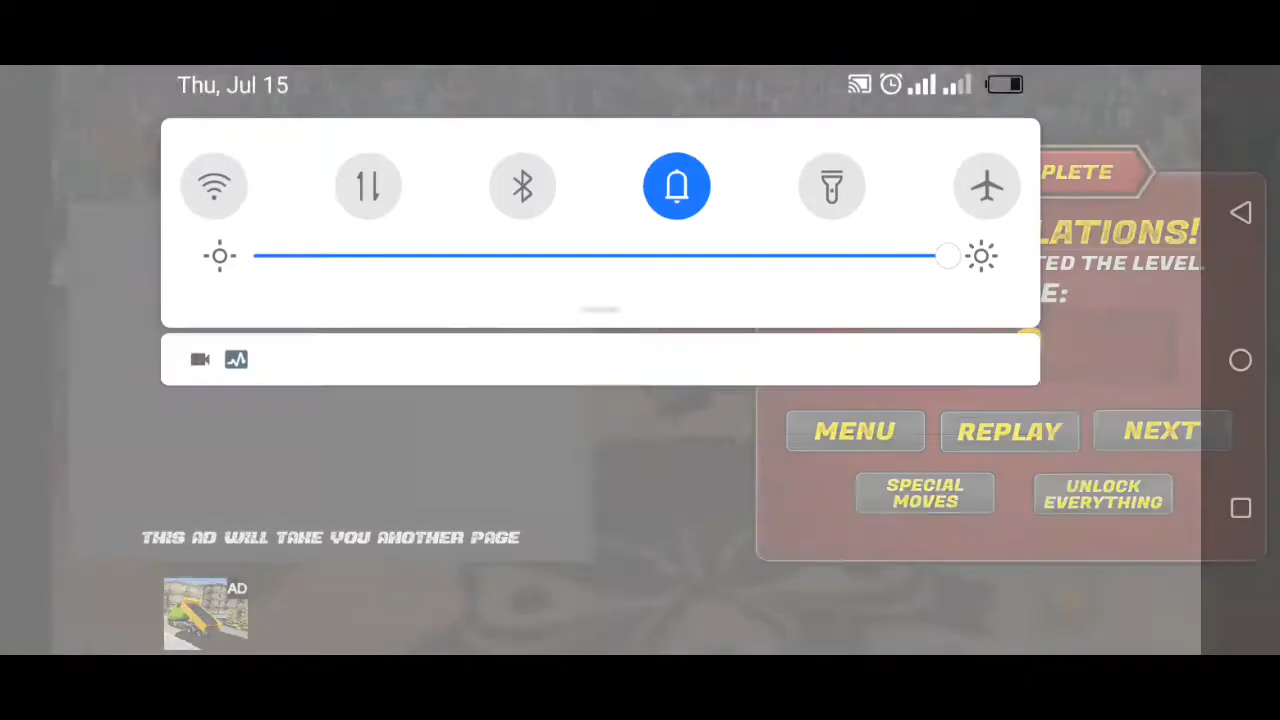 Thu, Jul 15
PLETE
LATIONS!
TED THE LEVEL.
E:
MENU
REPLAY
NEXT
SPECIAL
MOVES
UNLOCK
EVERYTHING
THIS AD WILL TAKE YOU ANOTHER PAGE
AD